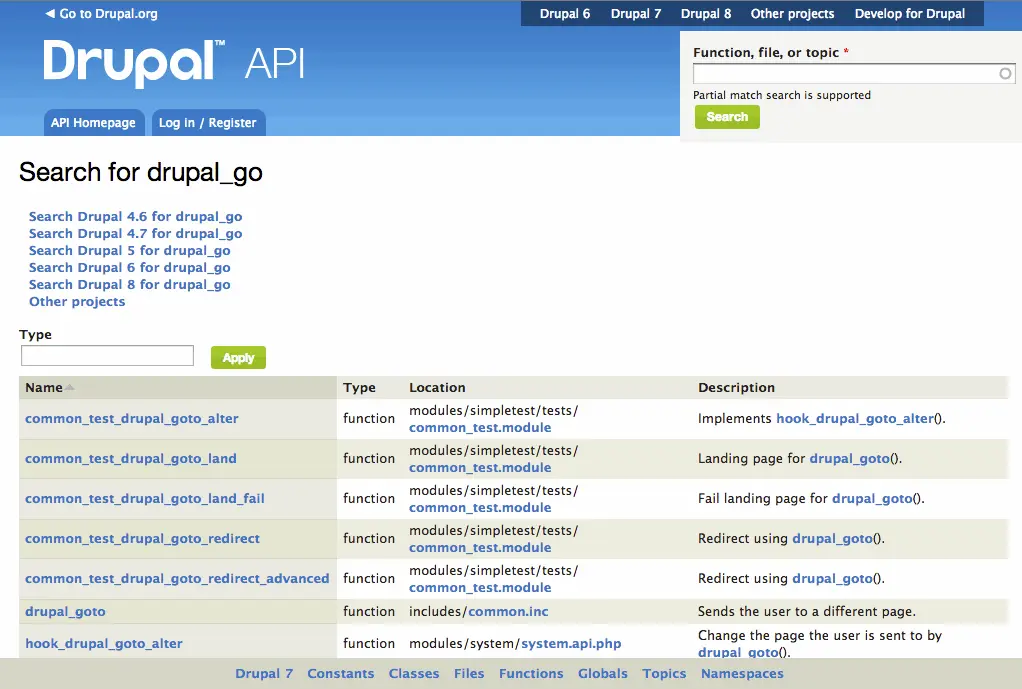 ◄ Go to Drupal.org
Drupal 6 Drupal 7 Drupal 8 Other projects Develop for Drupal
Drupal™ API
Function, file, or topic *
Partial match search is supported
Search
API Homepage Log in / Register
Search for drupal_go
Search Drupal 4.6 for drupal_go
Search Drupal 4.7 for drupal_go
Search Drupal 5 for drupal_go
Search Drupal 6 for drupal_go
Search Drupal 8 for drupal_go
Other projects
Type
Apply
Name Type Location Description
common_test_drupal_goto_alter function modules/simpletest/tests/ Implements hook_drupal_goto_alter().
common_test.module
common_test_drupal_goto_land function modules/simpletest/tests/ Landing page for drupal_goto().
common_test.module
common_test_drupal_goto_land_fail function modules/simpletest/tests/ Fail landing page for drupal_goto().
common_test.module
common_test_drupal_goto_redirect function modules/simpletest/tests/ Redirect using drupal_goto().
common_test.module
common_test_drupal_goto_redirect_advanced function modules/simpletest/tests/ Redirect using drupal_goto().
common_test.module
drupal_goto function includes/common.inc Sends the user to a different page.
hook_drupal_goto_alter function modules/system/system.api.php Change the page the user is sent to by
drupal_goto().
Drupal 7 Constants Classes Files Functions Globals Topics Namespaces